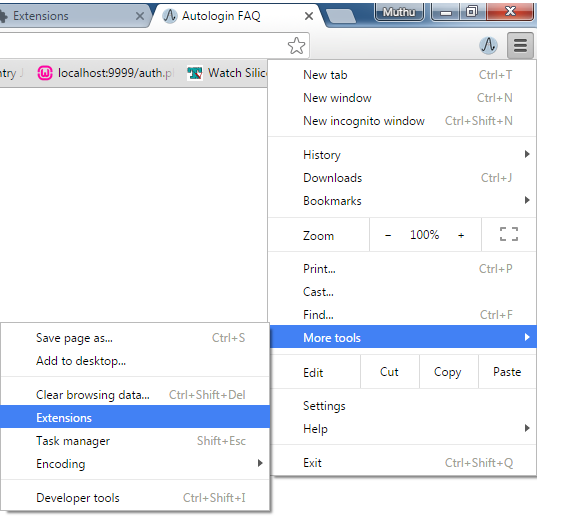 Extensions
Autologin FAQ
Muthu
localhost:9999/auth.p
Watch Silic
New tab Ctrl+T
New window Ctrl+N
New incognito window Ctrl+Shift+N
History
Downloads Ctrl+J
Bookmarks
Zoom - 100% +
Print... Ctrl+P
Cast...
Find... Ctrl+F
More tools
Edit Cut Copy Paste
Settings
Help
Exit Ctrl+Shift+Q
Save page as... Ctrl+S
Add to desktop...
Clear browsing data... Ctrl+Shift+Del
Extensions
Task manager Shift+Esc
Encoding
Developer tools Ctrl+Shift+I